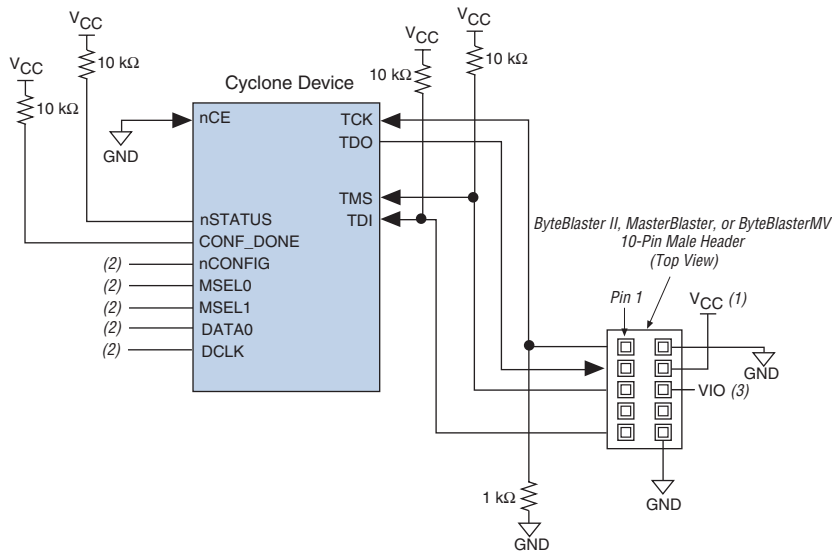 VCC
VCC
10 kΩ
VCC
10 kΩ
VCC
10 kΩ
10 kΩ
Cyclone Device
GND
nCE
TCK
TDO
TMS
TDI
nSTATUS
CONF_DONE
(2) nCONFIG
(2) MSEL0
(2) MSEL1
(2) DATA0
(2) DCLK
ByteBlaster II, MasterBlaster, or ByteBlasterMV
10-Pin Male Header
(Top View)
Pin 1
VCC (1)
GND
VIO (3)
GND
1 kΩ
GND